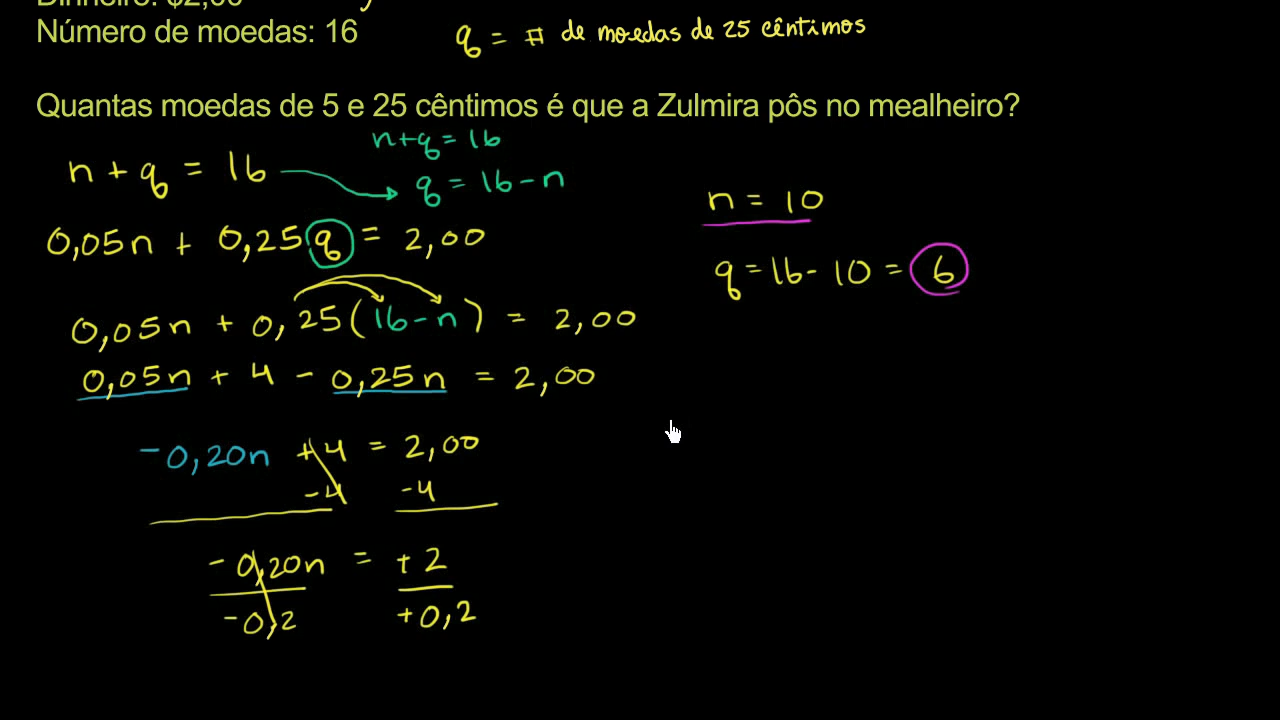 Dinheiro: $2,00
Número de moedas: 16
q = # de moedas de 25 cêntimos
Quantas moedas de 5 e 25 cêntimos é que a Zulmira pôs no mealheiro?
n+q = 16
n + q = 16
q = 16-n
0,05n + 0,25q = 2,00
0,05n + 0,25(16-n) = 2,00
0,05n + 4 - 0,25n = 2,00
-0,20n +4 = 2,00
-4 -4
-0,20n = +2
-0,2 +0,2
n = 10
q = 16- 10 = 6